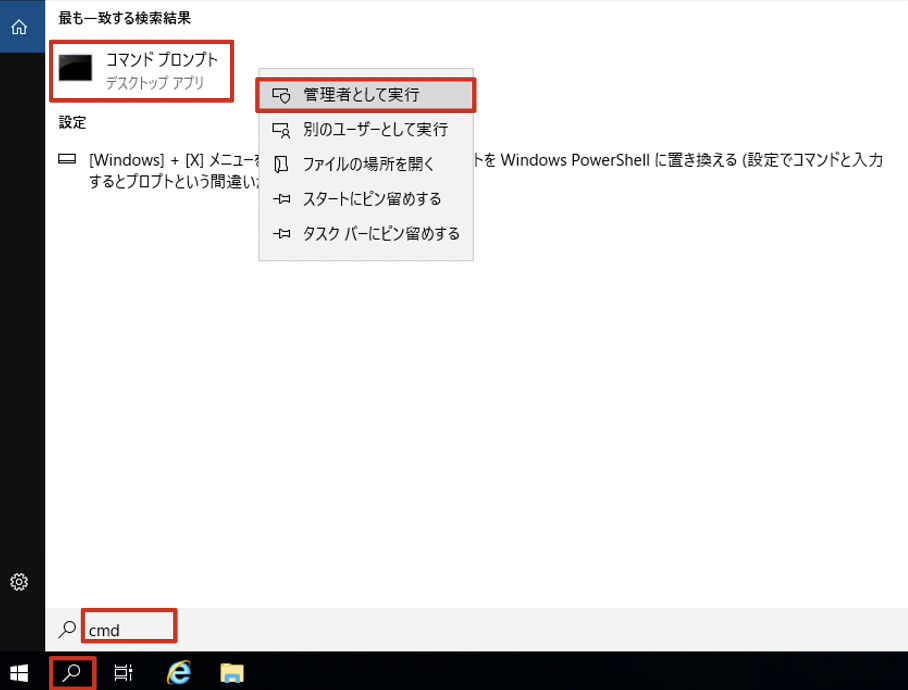 最も一致する検索結果
コマンド プロンプト
デスクトップ アプリ
管理者として実行
設定
別のユーザーとして実行
[Windows] + [X] メニュー
トを Windows PowerShell に置き換える (設定でコマンドと入力
ファイルの場所を開く
するとプロプトという間違い
スタートにピン留めする
タスク バーにピン留めする
cmd